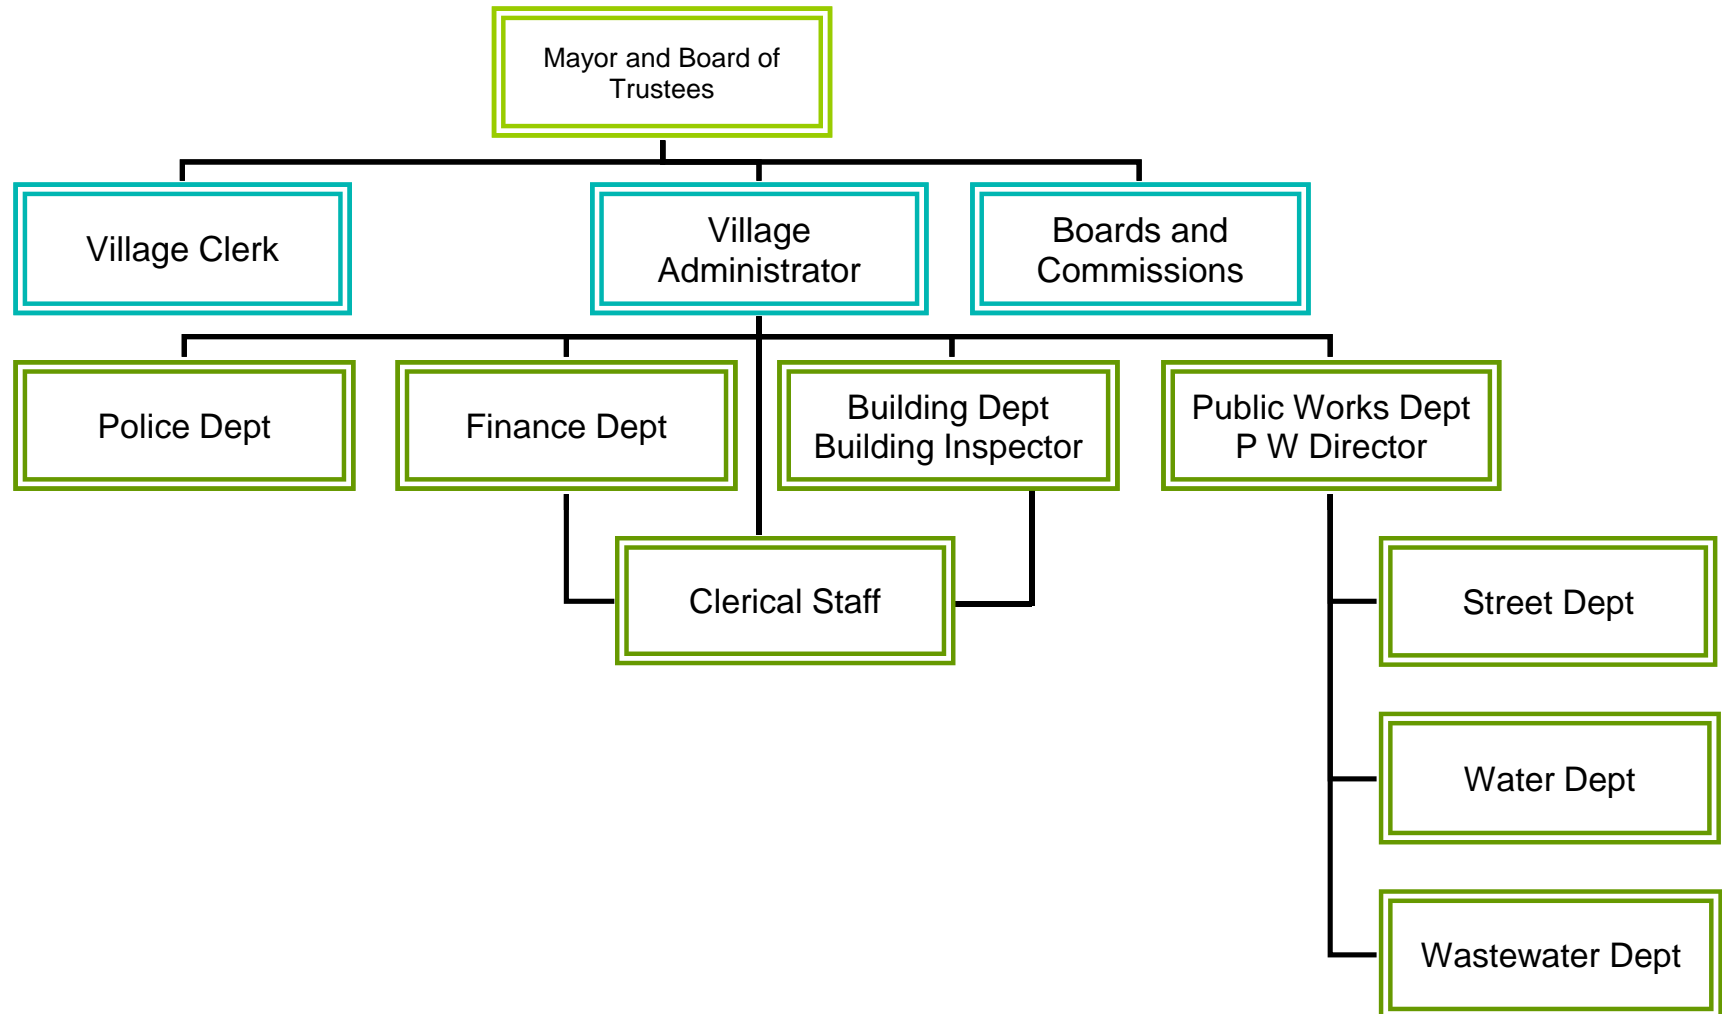 Mayor and Board of
Trustees
Village Clerk
Village
Administrator
Boards and
Commissions
Police Dept
Finance Dept
Building Dept
Building Inspector
Public Works Dept
P W Director
Clerical Staff
Street Dept
Water Dept
Wastewater Dept